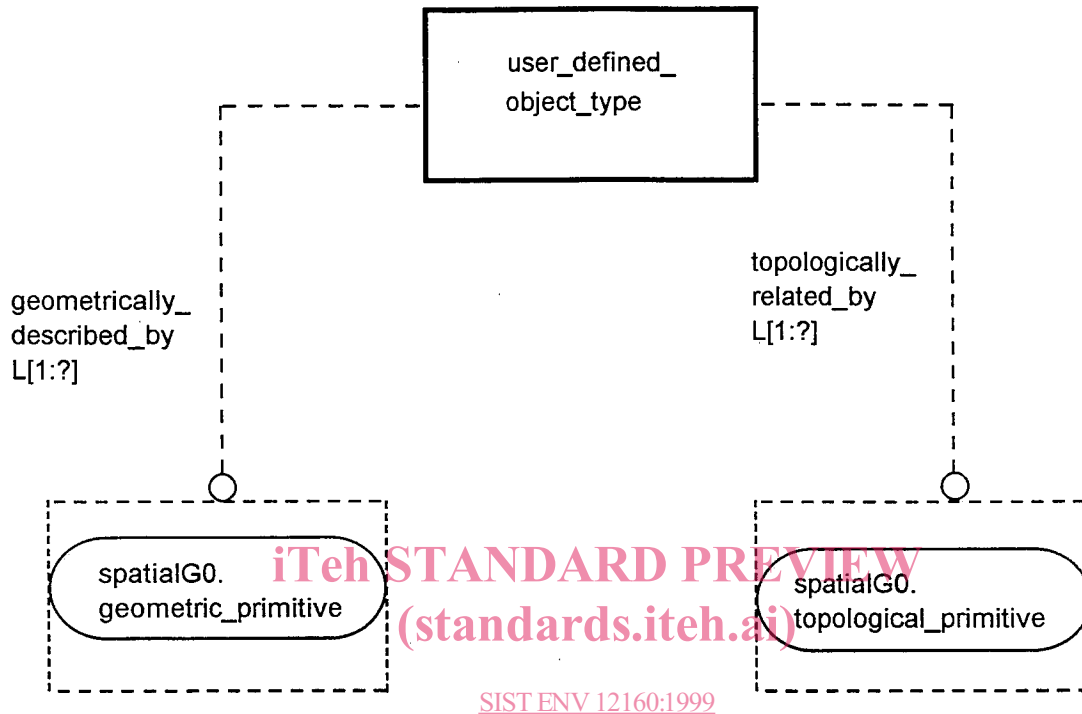 user_defined_
object_type
geometrically_
described_by
L[1:?]
topologically_
related_by
L[1:?]
spatialG0.
geometric_primitive
spatialG0.
topological_primitive
iTeh STANDARD PREVIEW
(standards.iteh.ai)
SIST ENV 12160:1999